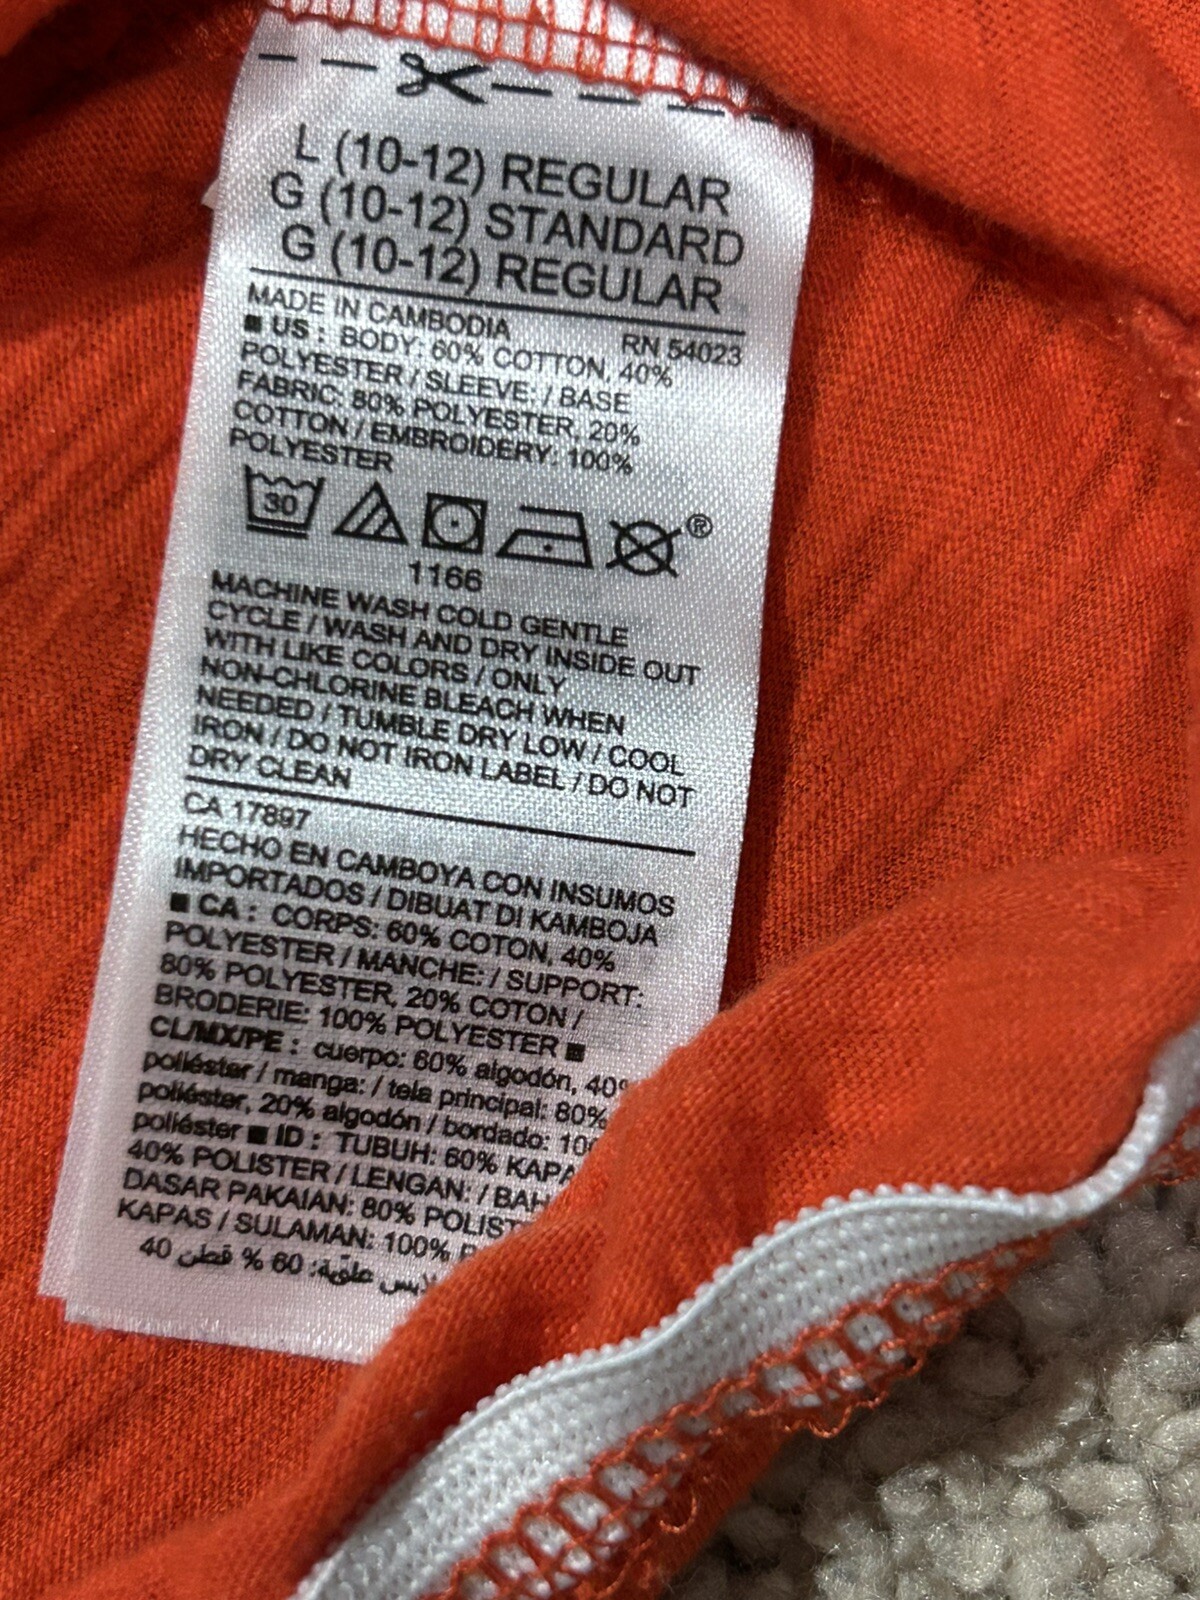 L (10-12) REGULAR
G (10-12) STANDARD
G (10-12) REGULAR
MADE IN CAMBODIA RN 54023
■ US : BODY: 60% COTTON, 40%
POLYESTER / SLEEVE: / BASE
FABRIC: 80% POLYESTER, 20%
COTTON / EMBROIDERY: 100%
POLYESTER
30
®
1166
MACHINE WASH COLD GENTLE
CYCLE / WASH AND DRY INSIDE OUT
WITH LIKE COLORS / ONLY
NON-CHLORINE BLEACH WHEN
NEEDED / TUMBLE DRY LOW / COOL
IRON / DO NOT IRON LABEL / DO NOT
DRY CLEAN
CA 17897
HECHO EN CAMBOYA CON INSUMOS
IMPORTADOS / DIBUAT DI KAMBOJA
■ CA : CORPS: 60% COTON, 40%
POLYESTER / MANCHE: / SUPPORT:
80% POLYESTER, 20% COTON /
BRODERIE: 100% POLYESTER ■
CL/MX/PE : cuerpo: 60% algodón, 40%
poliéster / manga: / tela principal: 80%
poliéster, 20% algodón / bordado: 10
poliéster ■ ID : TUBUH: 60% KAPA
40% POLISTER / LENGAN: / BAH
DASAR PAKAIAN: 80% POLIST
KAPAS / SULAMAN: 100% P
60 % قطن 40